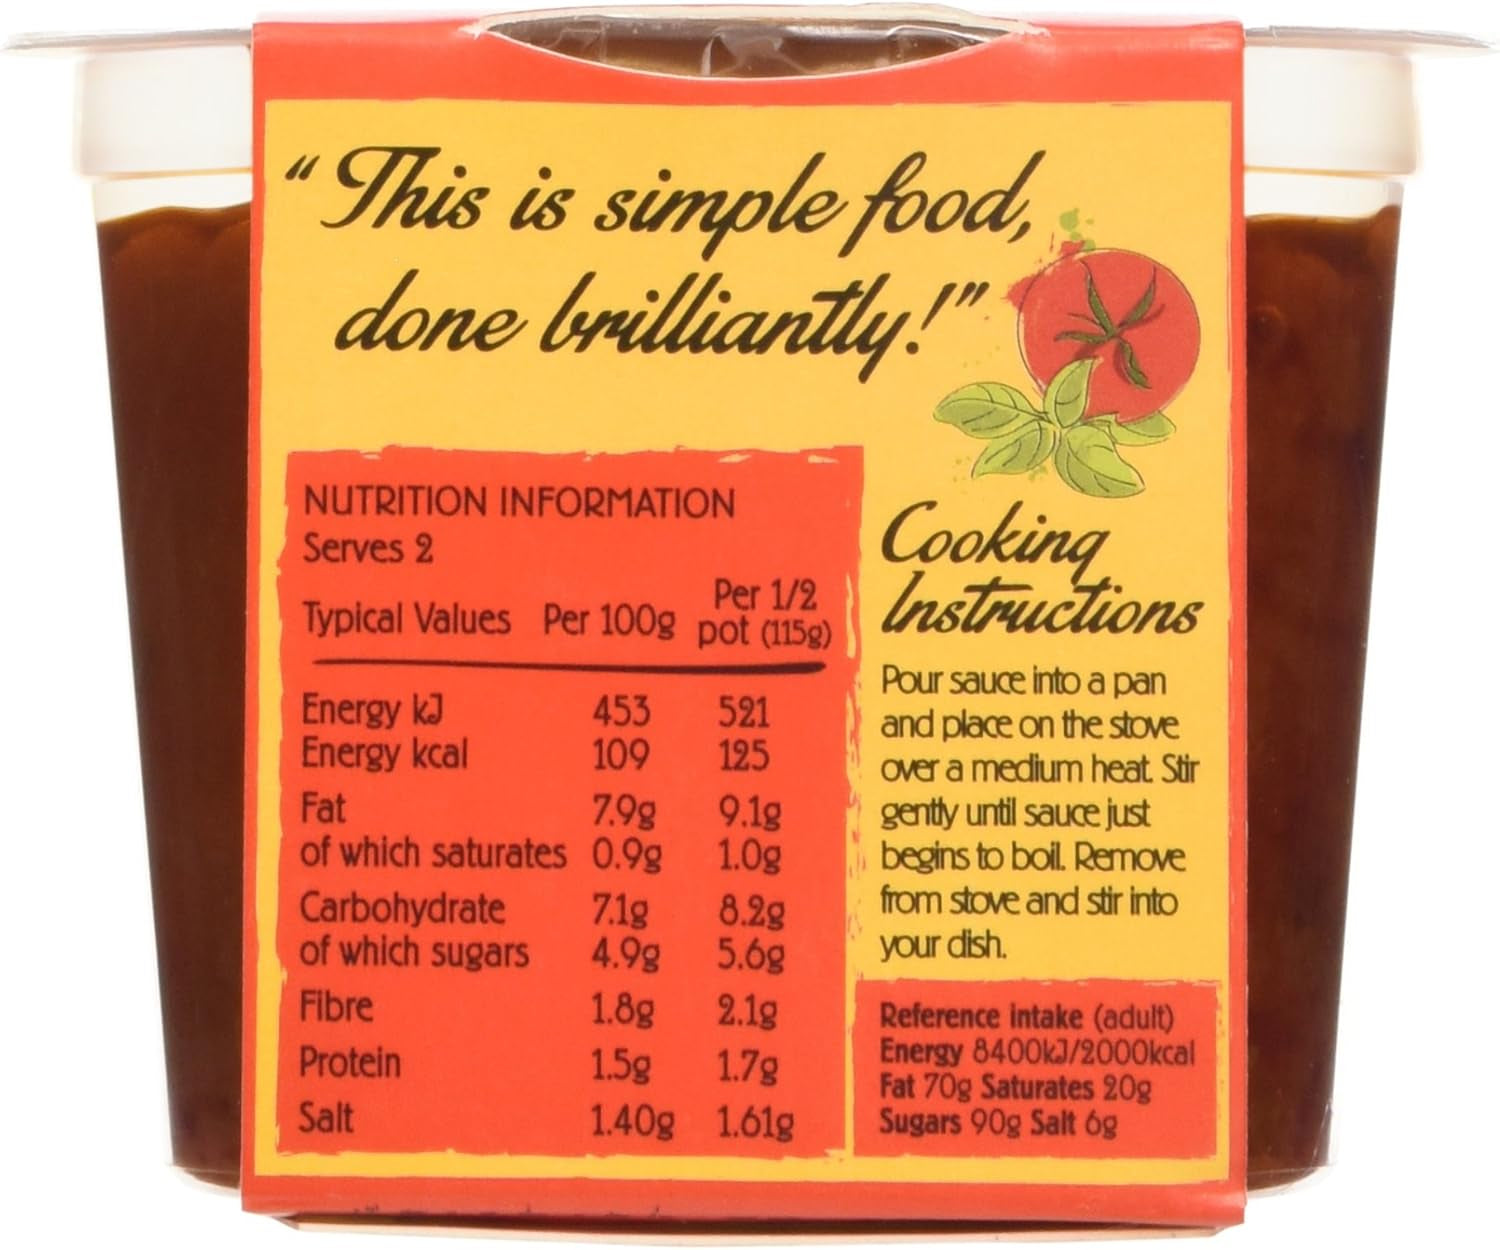 “This is simple food,
done brilliantly!”
NUTRITION INFORMATION
Serves 2
Typical Values Per 100g Per 1/2 pot (115g)
Energy kJ 453 521
Energy kcal 109 125
Fat 7.9g 9.1g
of which saturates 0.9g 1.0g
Carbohydrate 7.1g 8.2g
of which sugars 4.9g 5.6g
Fibre 1.8g 2.1g
Protein 1.5g 1.7g
Salt 1.40g 1.61g
Cooking
Instructions
Pour sauce into a pan
and place on the stove
over a medium heat. Stir
gently until sauce just
begins to boil. Remove
from stove and stir into
your dish.
Reference intake (adult)
Energy 8400kJ/2000kcal
Fat 70g Saturates 20g
Sugars 90g Salt 6g